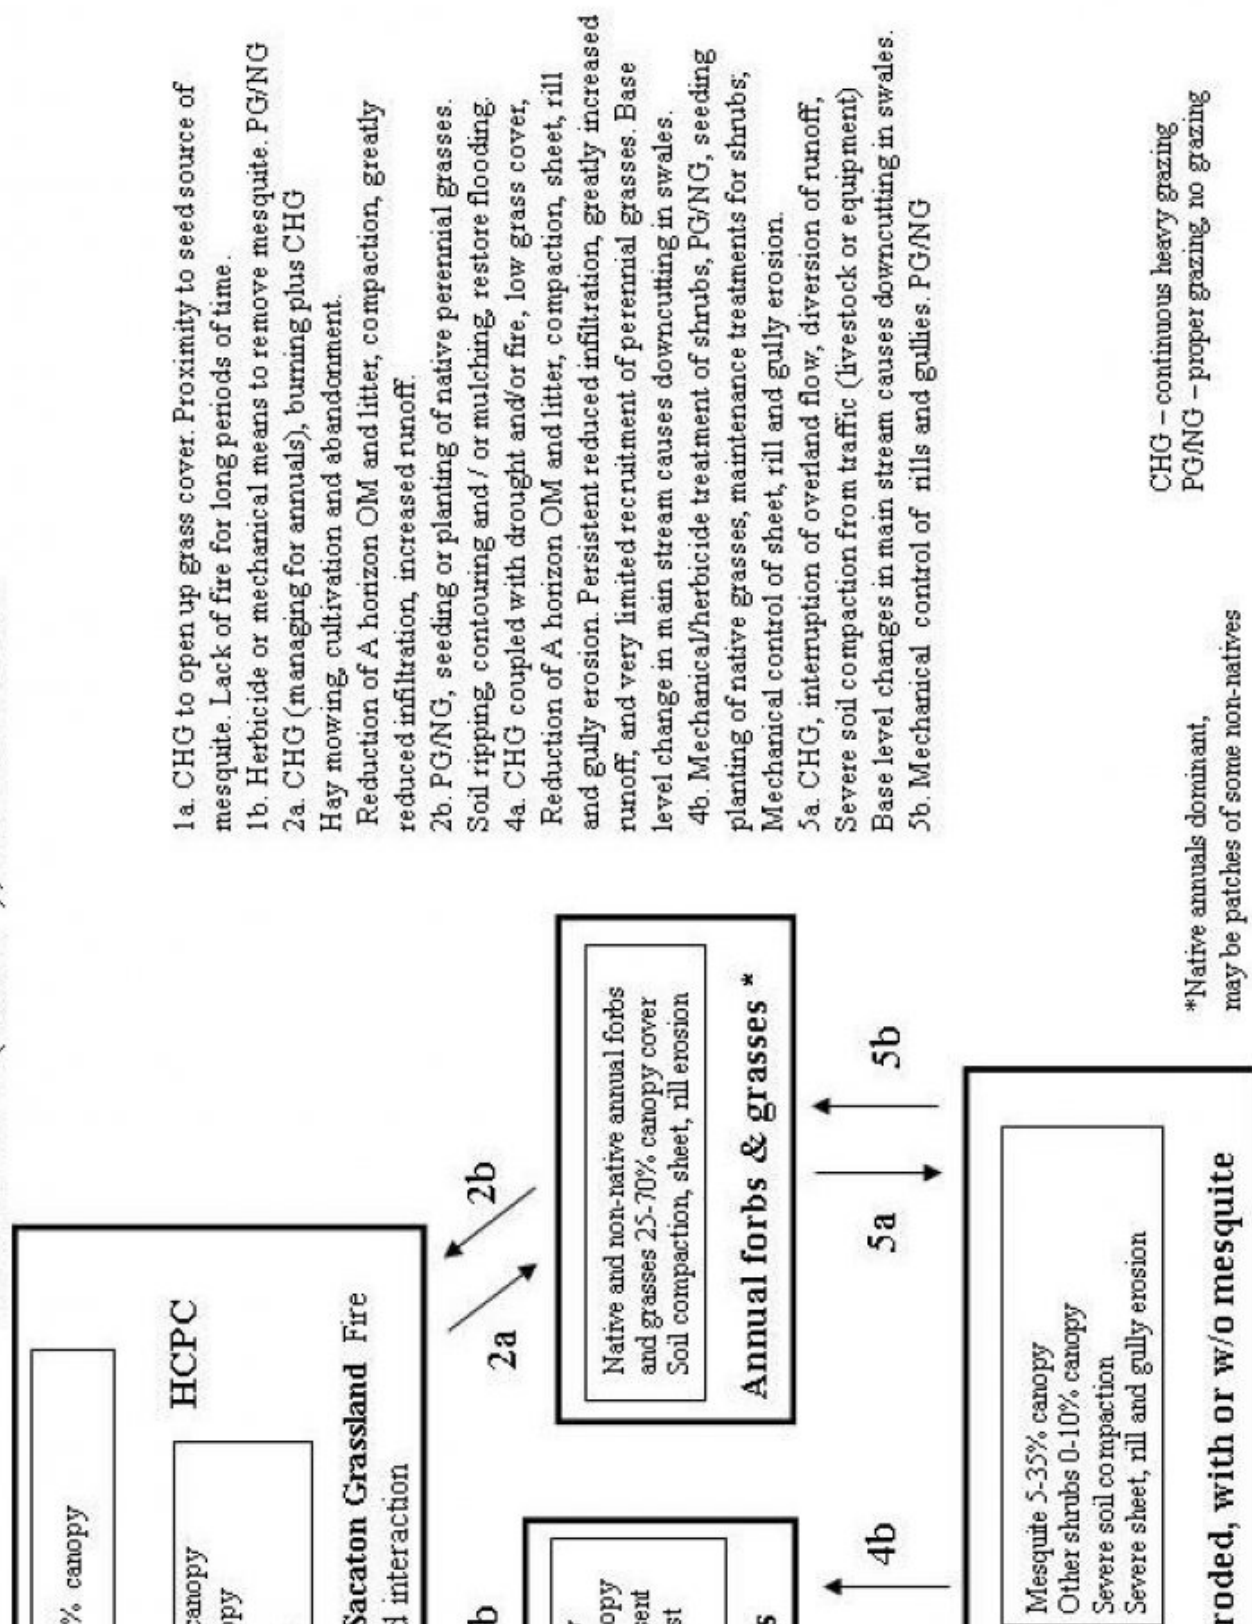 % canopy
HCPC
canopy
opy
Sacaton Grassland Fire
d interaction
2a
2b
b
opy
sent
st
s
Native and non-native annual forbs
and grasses 25-70% canopy cover
Soil compaction, sheet, rill erosion
Annual forbs & grasses *
4b
5a
5b
Mesquite 5-35% canopy
Other shrubs 0-10% canopy
Severe soil compaction
Severe sheet, rill and gully erosion
roded, with or w/o mesquite
1a. CHG to open up grass cover. Proximity to seed source of
mesquite. Lack of fire for long periods of time.
1b. Herbicide or mechanical means to remove mesquite. PG/NG
2a. CHG (managing for annuals), burning plus CHG
Hay mowing, cultivation and abandonment.
Reduction of A horizon OM and litter, compaction, greatly
reduced infiltration, increased runoff.
2b. PG/NG, seeding or planting of native perennial grasses.
Soil ripping, contouring and / or mulching, restore flooding.
4a. CHG coupled with drought and/or fire, low grass cover,
Reduction of A horizon OM and litter, compaction, sheet, rill
and gully erosion. Persistent reduced infiltration, greatly increased
runoff, and very limited recruitment of perennial grasses. Base
level change in main stream causes downcutting in swales.
4b. Mechanical/herbicide treatment of shrubs, PG/NG, seeding
planting of native grasses, maintenance treatments for shrubs;
Mechanical control of sheet, rill and gully erosion.
5a. CHG, interruption of overland flow, diversion of runoff,
Severe soil compaction from traffic (livestock or equipment)
Base level changes in main stream causes downcutting in swales.
5b. Mechanical control of rills and gullies. PG/NG
*Native annuals dominant,
may be patches of some non-natives
CHG – continuous heavy grazing
PG/NG – proper grazing, no grazing